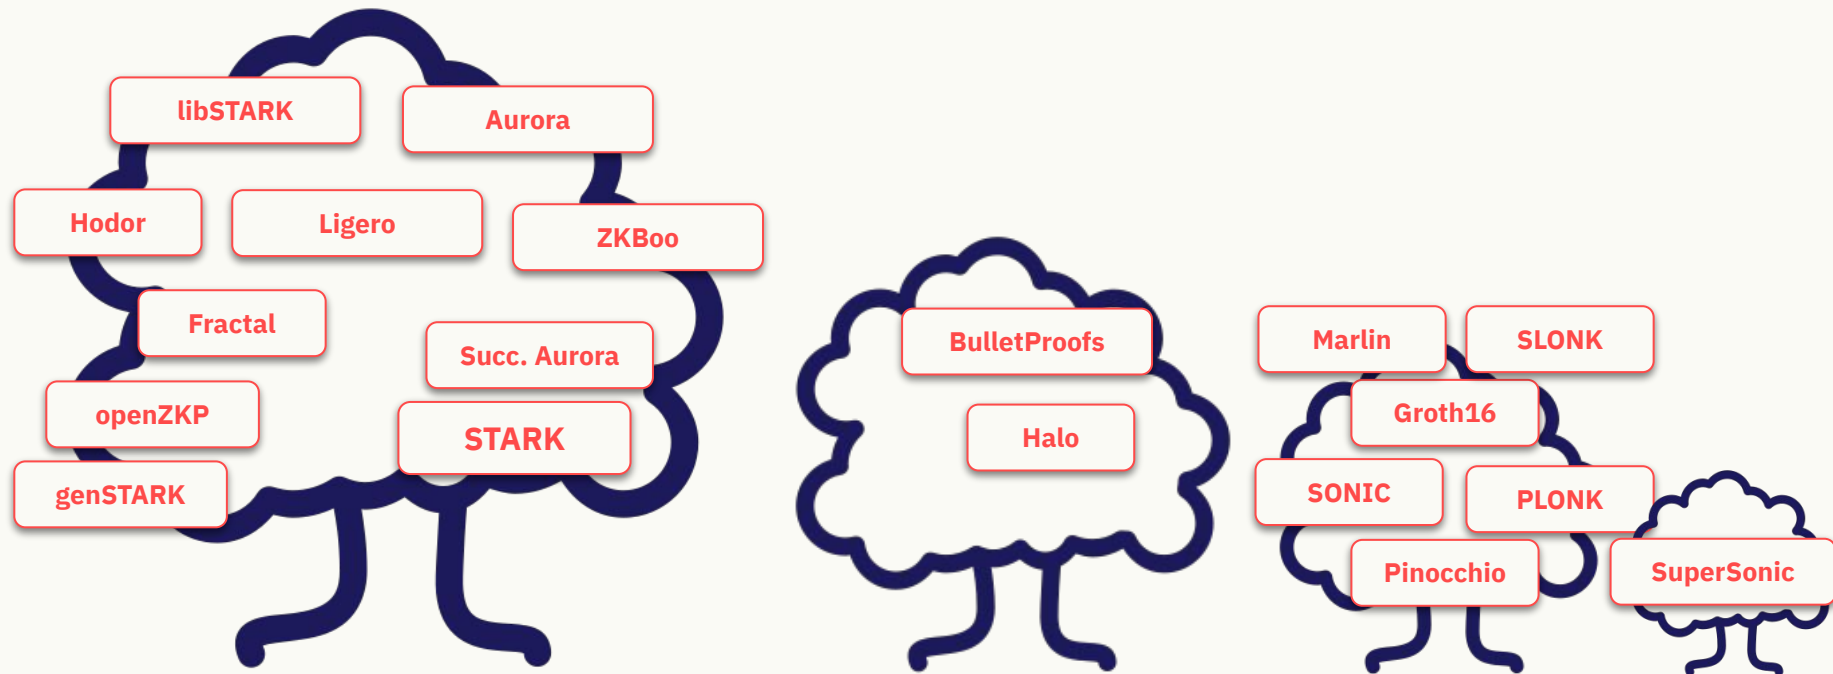 libSTARK
Aurora
Hodor
Ligero
ZKBoo
Fractal
Succ. Aurora
openZKP
STARK
genSTARK
BulletProofs
Halo
Marlin
SLONK
Groth16
SONIC
PLONK
Pinocchio
SuperSonic